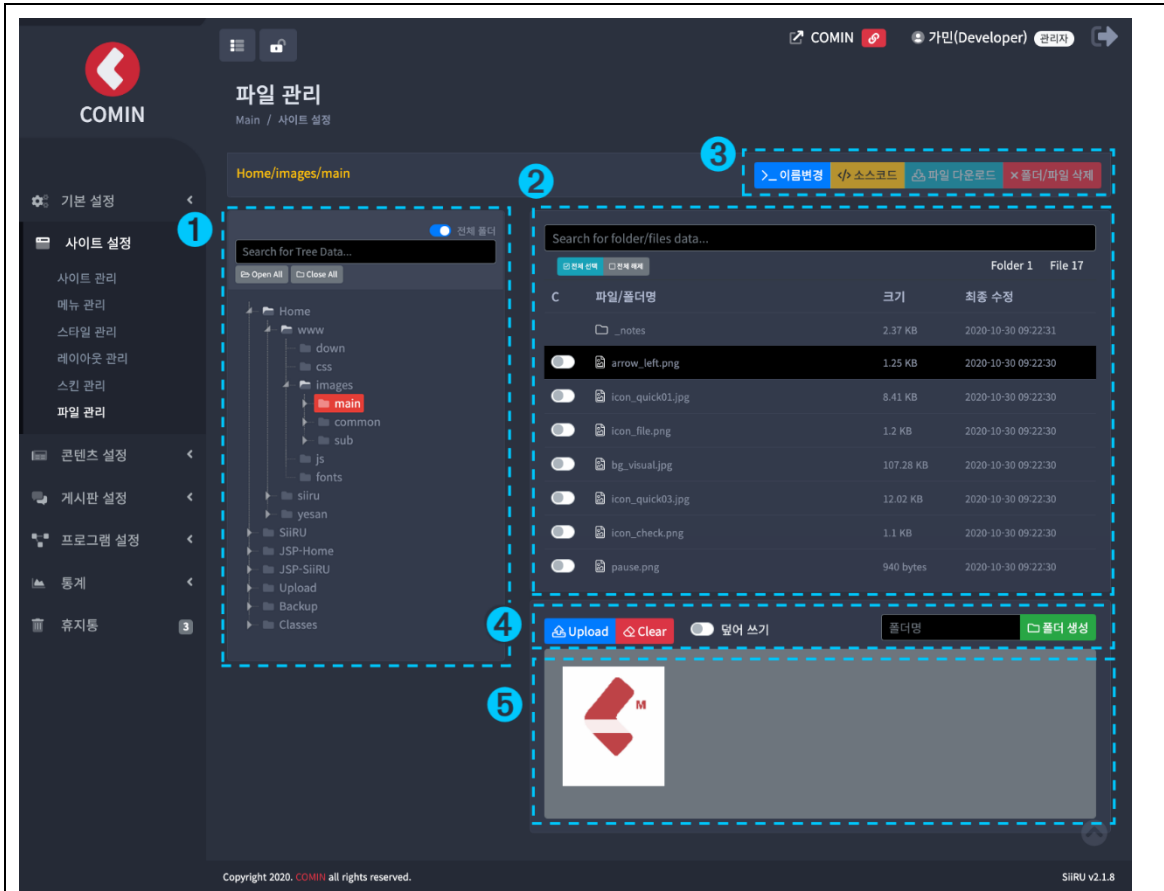 COMIN
가민(Developer) 관리자
COMIN
파일 관리
Main / 사이트 설정
기본 설정
사이트 설정
사이트 관리
메뉴 관리
스타일 관리
레이아웃 관리
스킨 관리
파일 관리
콘텐츠 설정
게시판 설정
프로그램 설정
통계
휴지통 3
Home/images/main
3
>_ 이름변경 </> 소스코드 파일 다운로드 × 폴더/파일 삭제
1
전체 폴더
Search for Tree Data...
Open All Close All
Home
www
down
css
images
main
common
sub
js
fonts
siiru
yesan
SiiRU
JSP-Home
JSP-SiiRU
Upload
Backup
Classes
2
Search for folder/files data...
전체 선택 전체 해제 Folder 1 File 17
C 파일/폴더명 크기 최종 수정
_notes 2.37 KB 2020-10-30 09:22:31
arrow_left.png 1.25 KB 2020-10-30 09:22:30
icon_quick01.jpg 8.41 KB 2020-10-30 09:22:30
icon_file.png 1.2 KB 2020-10-30 09:22:30
bg_visual.jpg 107.28 KB 2020-10-30 09:22:30
icon_quick03.jpg 12.02 KB 2020-10-30 09:22:30
icon_check.png 1.1 KB 2020-10-30 09:22:30
pause.png 940 bytes 2020-10-30 09:22:30
4
Upload Clear 덮어 쓰기 폴더명 폴더 생성
5
M
Copyright 2020. COMIN all rights reserved. SiiRU v2.1.8